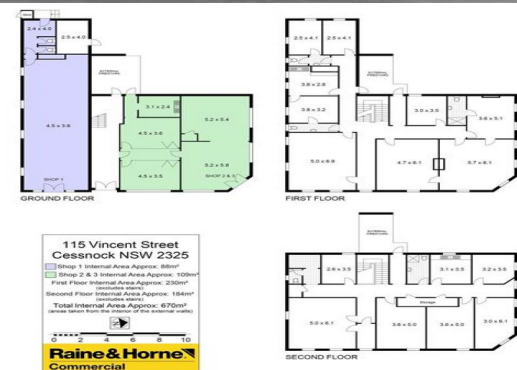 2.4 x 4.0
2.5 x 4.0
4.5 x 3.6
SHOP 1
EXTERNAL
3.1 x 2.4
4.5 x 3.6
4.5 x 3.5
5.2 x 5.4
5.2 x 5.8
SHOP 2 & 3
GROUND FLOOR
2.5 x 4.1
2.5 x 4.1
3.8 x 2.8
3.8 x 3.2
EXTERNAL
3.0 x 3.5
3.6 x 5.1
5.0 x 6.9
4.7 x 6.1
5.7 x 6.1
FIRST FLOOR
115 Vincent Street
Cessnock NSW 2325
Shop 1 Internal Area Approx: 88m²
Shop 2 & 3 Internal Area Approx: 109m²
First Floor Internal Area Approx: 230m²
(excludes stairs)
Second Floor Internal Area Approx: 184m²
(excludes stairs)
Total Internal Area Approx: 670m²
(areas taken from the interior of the external walls)
0 2 4 6 8 10
Raine&Horne
Commercial
EXTERNAL
2.6 x 3.5
3.1 x 3.5
3.2 x 3.5
Storage
5.0 x 6.1
3.6 x 5.0
3.6 x 5.0
3.0 x 6.1
SECOND FLOOR